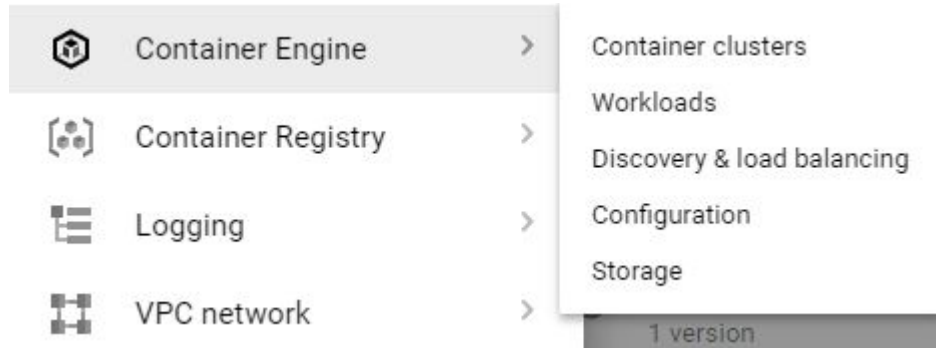 Container Engine
Container Registry
Logging
VPC network
Container clusters
Workloads
Discovery & load balancing
Configuration
Storage
1 version